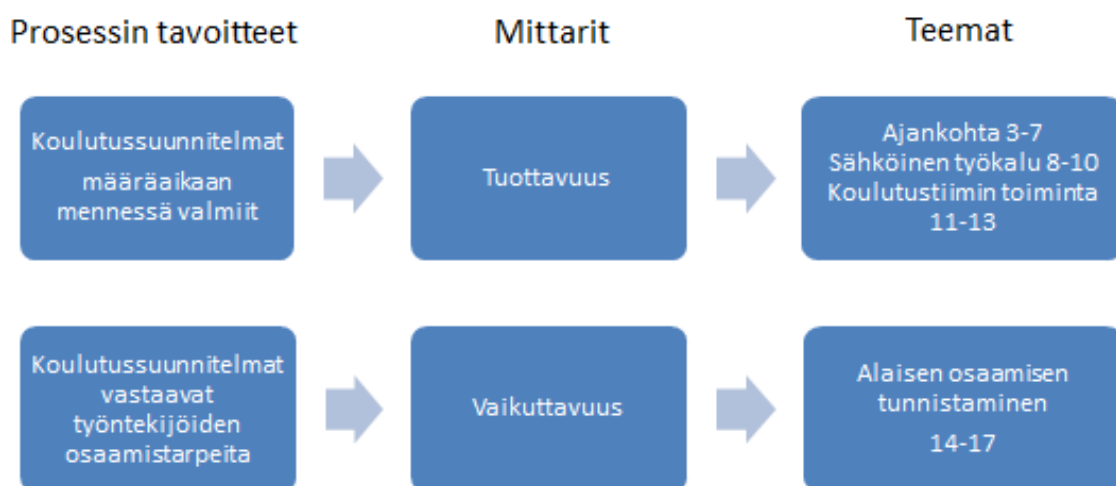 Prosessin tavoitteet
Mittarit
Teemat
Koulutussuunnitelmat
määräaikaan
mennessä valmiit
Tuottavuus
Ajankohta 3-7
Sähköinen työkalu 8-10
Koulutustiimin toiminta
11-13
Koulutussuunnitelmat
vastaavat
työntekijöiden
osaamistarpeita
Vaikuttavuus
Alaisen osaamisen
tunnistaminen
14-17